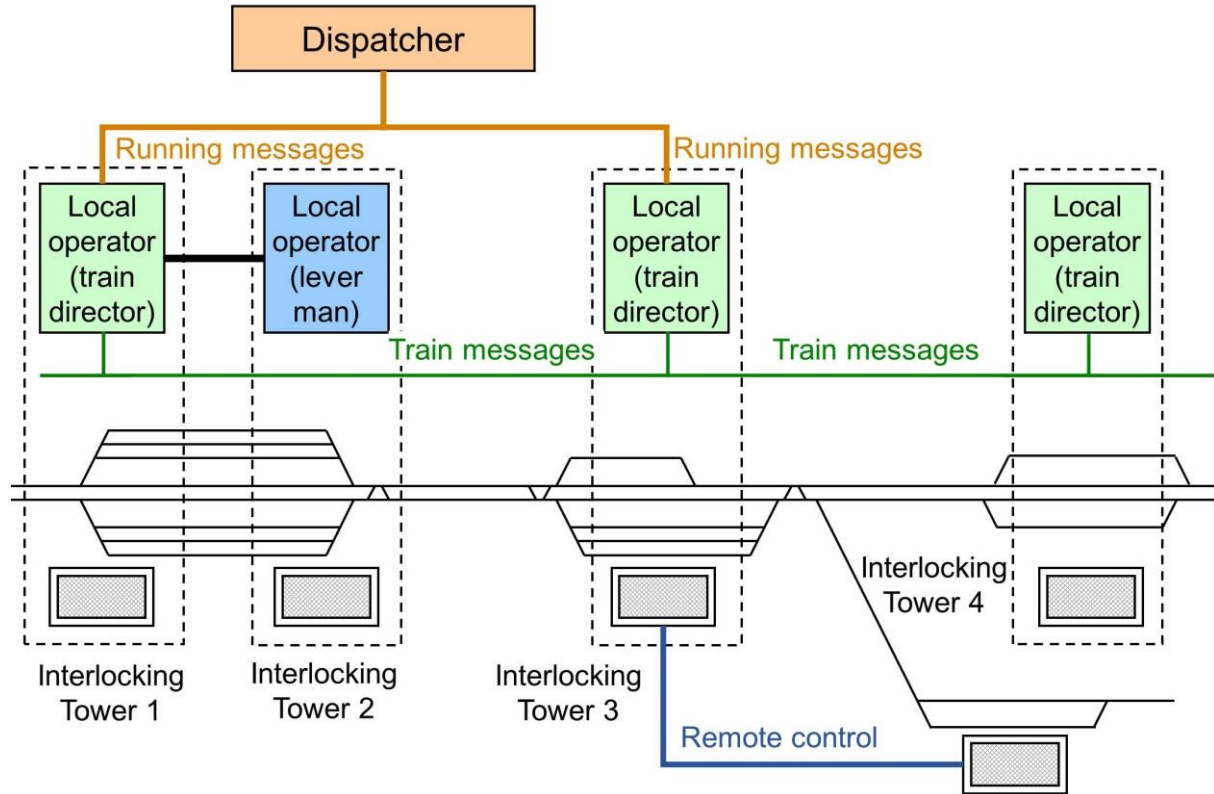 Dispatcher
Running messages
Running messages
Local
operator
(train
director)
Local
operator
(lever
man)
Local
operator
(train
director)
Local
operator
(train
director)
Train messages
Train messages
Interlocking
Tower 1
Interlocking
Tower 2
Interlocking
Tower 3
Interlocking
Tower 4
Remote control